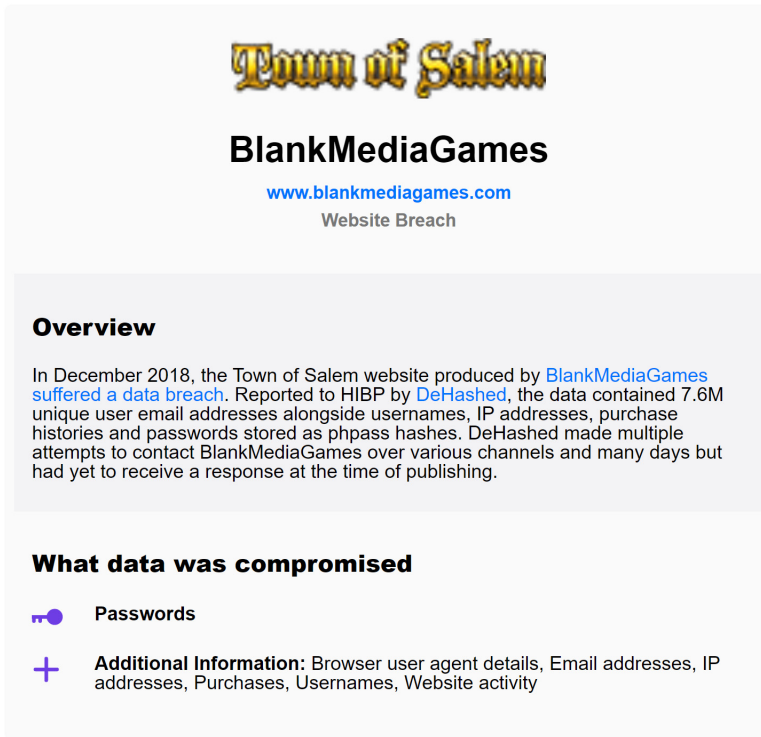 Town of Salem
BlankMediaGames
www.blankmediagames.com
Website Breach
Overview
In December 2018, the Town of Salem website produced by BlankMediaGames
suffered a data breach. Reported to HIBP by DeHashed, the data contained 7.6M
unique user email addresses alongside usernames, IP addresses, purchase
histories and passwords stored as phpass hashes. DeHashed made multiple
attempts to contact BlankMediaGames over various channels and many days but
had yet to receive a response at the time of publishing.
What data was compromised
Passwords
Additional Information: Browser user agent details, Email addresses, IP
addresses, Purchases, Usernames, Website activity